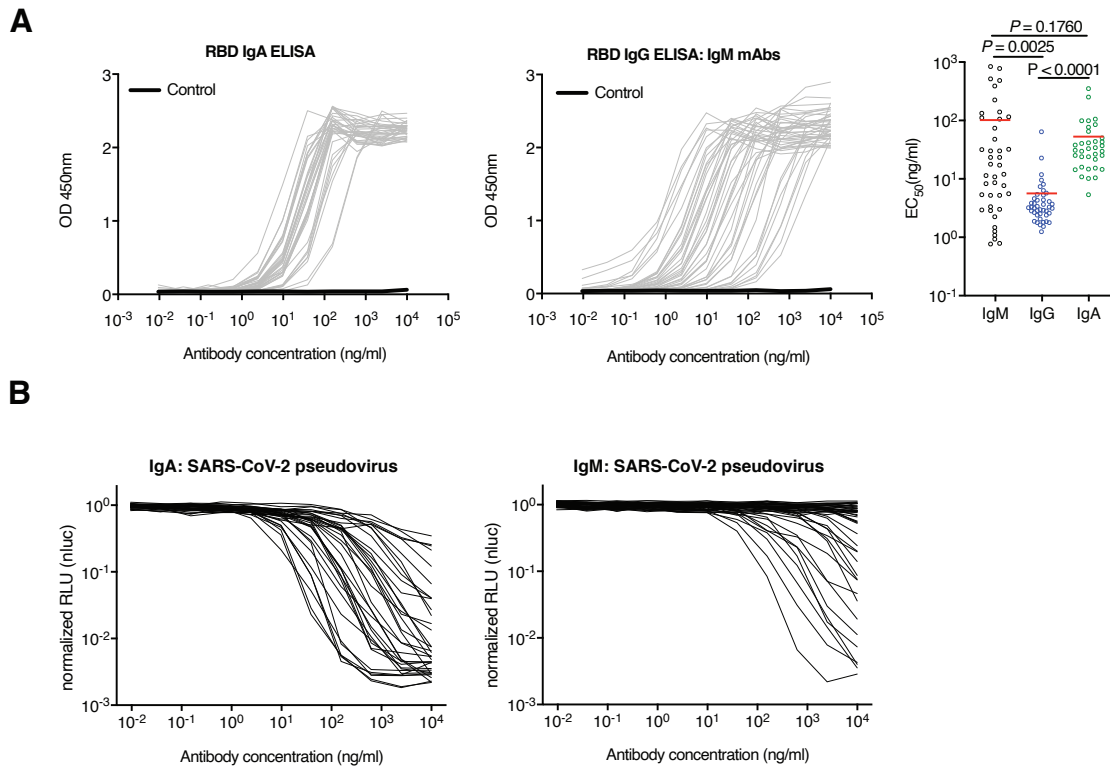 A
RBD IgA ELISA
Control
OD 450nm
3
2
1
0
10-3 10-2 10-1 100 101 102 103 104 105
Antibody concentration (ng/ml)
RBD IgG ELISA: IgM mAbs
Control
OD 450nm
3
2
1
0
10-3 10-2 10-1 100 101 102 103 104 105
Antibody concentration (ng/ml)
P = 0.1760
P = 0.0025
P < 0.0001
EC50(ng/ml)
103
102
101
100
10-1
IgM IgG IgA
B
IgA: SARS-CoV-2 pseudovirus
normalized RLU (nluc)
100
10-1
10-2
10-3
10-2 10-1 100 101 102 103 104
Antibody concentration (ng/ml)
IgM: SARS-CoV-2 pseudovirus
normalized RLU (nluc)
100
10-1
10-2
10-3
10-2 10-1 100 101 102 103 104
Antibody concentration (ng/ml)